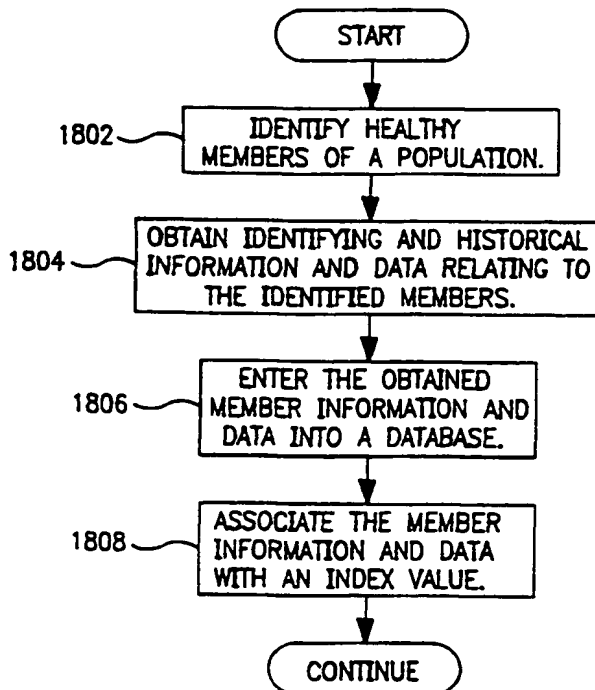 START
1802
IDENTIFY HEALTHY
MEMBERS OF A POPULATION.
1804
OBTAIN IDENTIFYING AND HISTORICAL
INFORMATION AND DATA RELATING TO
THE IDENTIFIED MEMBERS.
1806
ENTER THE OBTAINED
MEMBER INFORMATION AND
DATA INTO A DATABASE.
1808
ASSOCIATE THE MEMBER
INFORMATION AND DATA
WITH AN INDEX VALUE.
CONTINUE